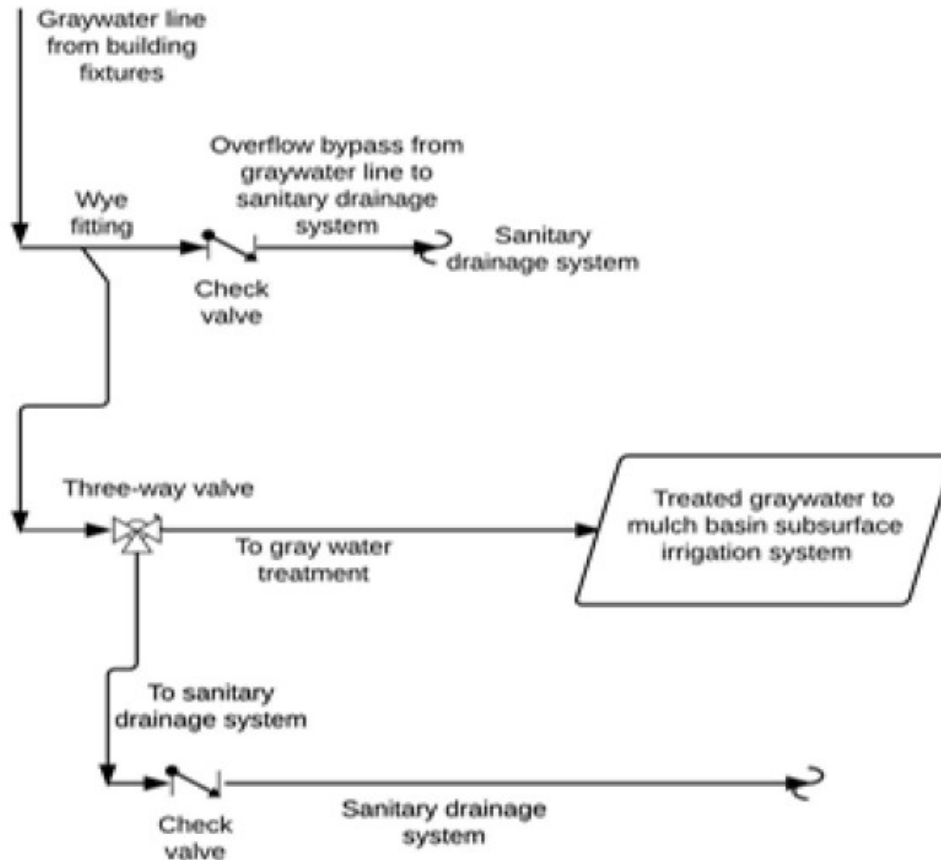 Graywater line
from building
fixtures
Overflow bypass from
graywater line to
sanitary drainage
system
Wye
fitting
Sanitary
drainage system
Check
valve
Three-way valve
To gray water
treatment
Treated graywater to
mulch basin subsurface
irrigation system
To sanitary
drainage system
Check
valve
Sanitary drainage
system